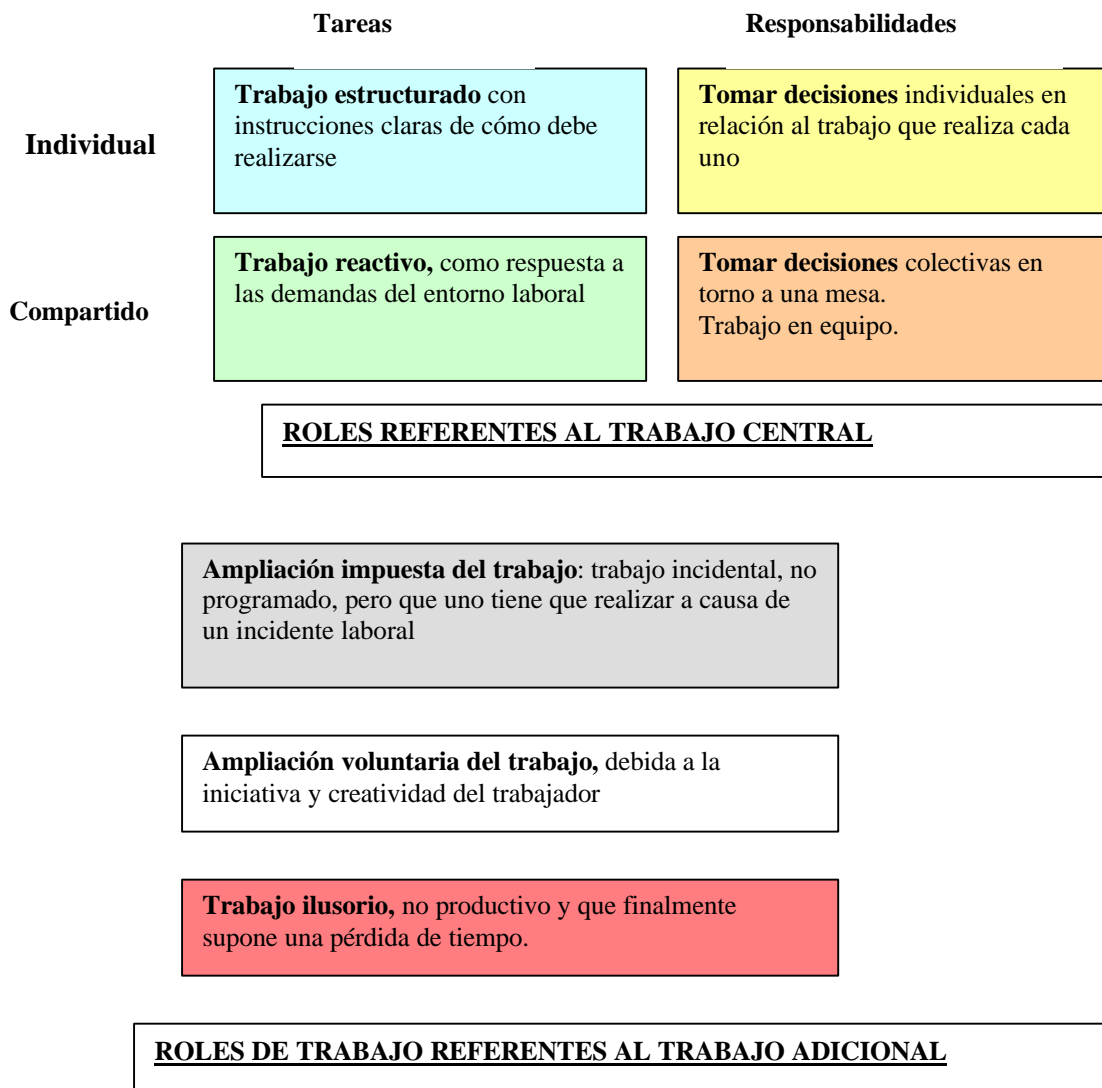 Tareas
Responsabilidades
Individual
Trabajo estructurado con
instrucciones claras de cómo debe
realizarse
Tomar decisiones individuales en
relación al trabajo que realiza cada
uno
Compartido
Trabajo reactivo, como respuesta a
las demandas del entorno laboral
Tomar decisiones colectivas en
torno a una mesa.
Trabajo en equipo.
ROLES REFERENTES AL TRABAJO CENTRAL
Ampliación impuesta del trabajo: trabajo incidental, no
programado, pero que uno tiene que realizar a causa de
un incidente laboral
Ampliación voluntaria del trabajo, debida a la
iniciativa y creatividad del trabajador
Trabajo ilusorio, no productivo y que finalmente
supone una pérdida de tiempo.
ROLES DE TRABAJO REFERENTES AL TRABAJO ADICIONAL